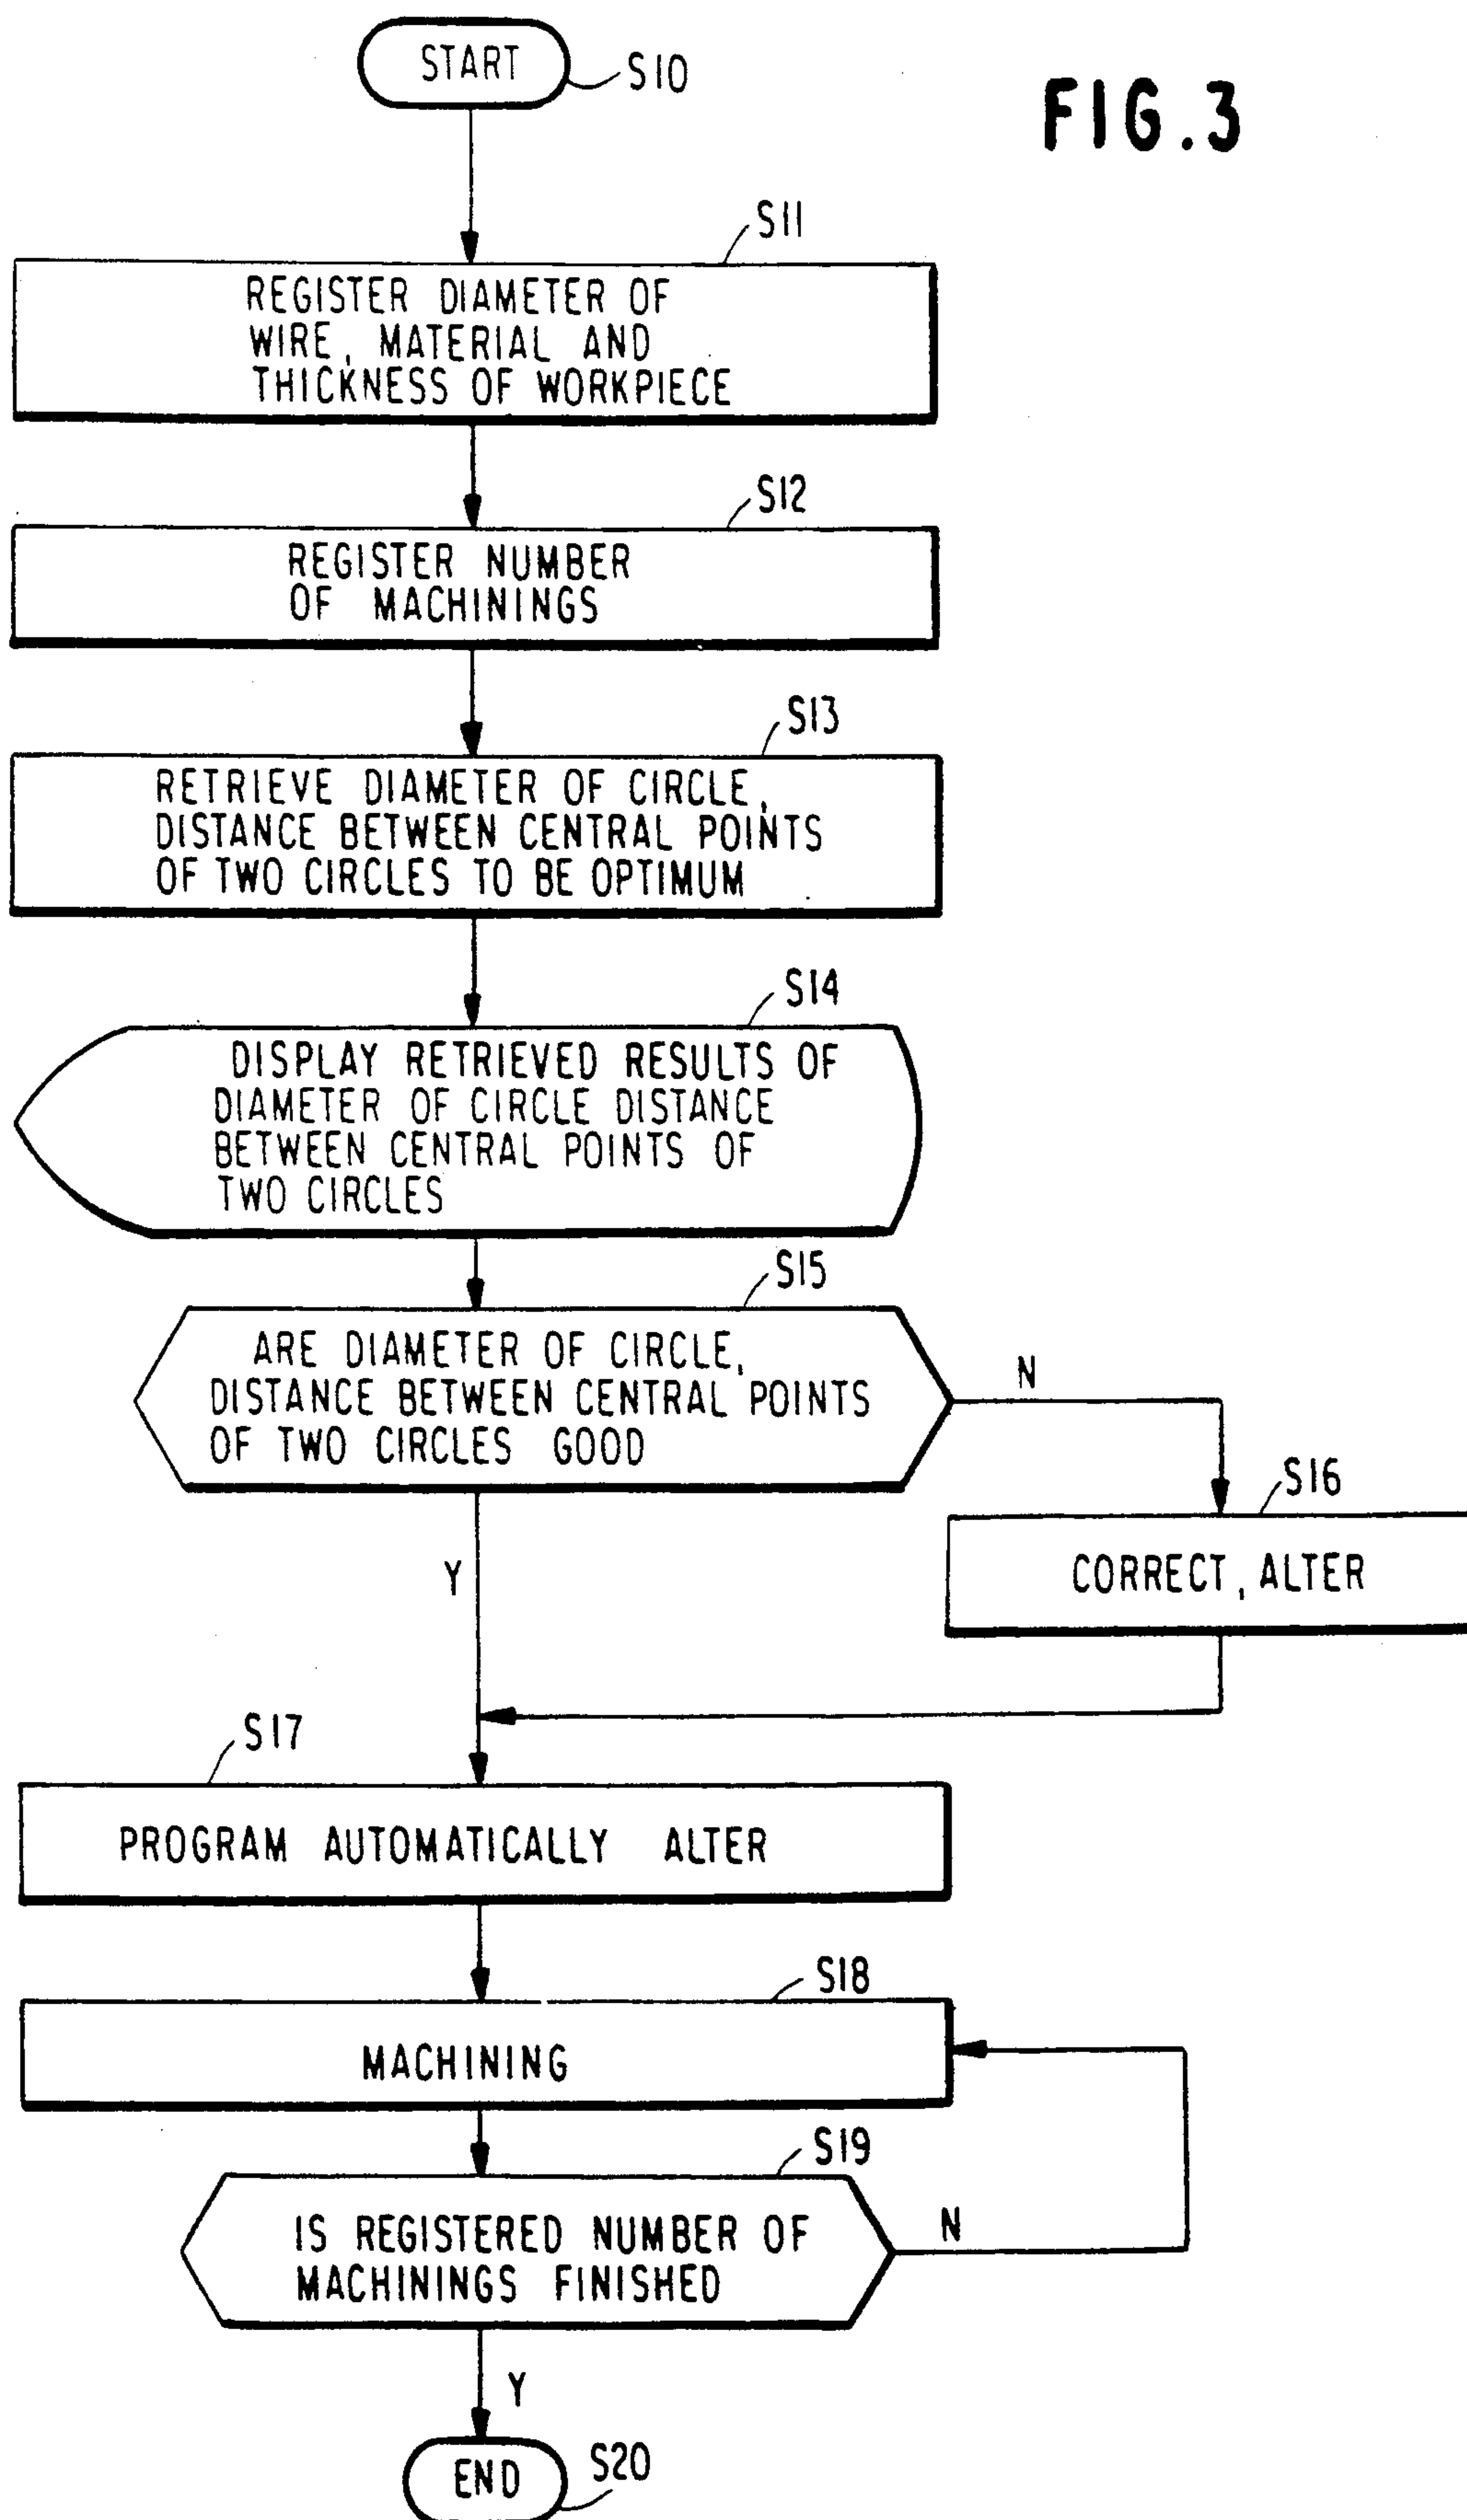 START
S10
FIG.3
S11
REGISTER DIAMETER OF
WIRE, MATERIAL AND
THICKNESS OF WORKPIECE
S12
REGISTER NUMBER
OF MACHININGS
S13
RETRIEVE DIAMETER OF CIRCLE,
DISTANCE BETWEEN CENTRAL POINTS
OF TWO CIRCLES TO BE OPTIMUM
S14
DISPLAY RETRIEVED RESULTS OF
DIAMETER OF CIRCLE DISTANCE
BETWEEN CENTRAL POINTS OF
TWO CIRCLES
S15
ARE DIAMETER OF CIRCLE,
DISTANCE BETWEEN CENTRAL POINTS
OF TWO CIRCLES GOOD
N
S16
CORRECT, ALTER
Y
S17
PROGRAM AUTOMATICALLY ALTER
S18
MACHINING
S19
IS REGISTERED NUMBER OF
MACHININGS FINISHED
N
Y
END
S20